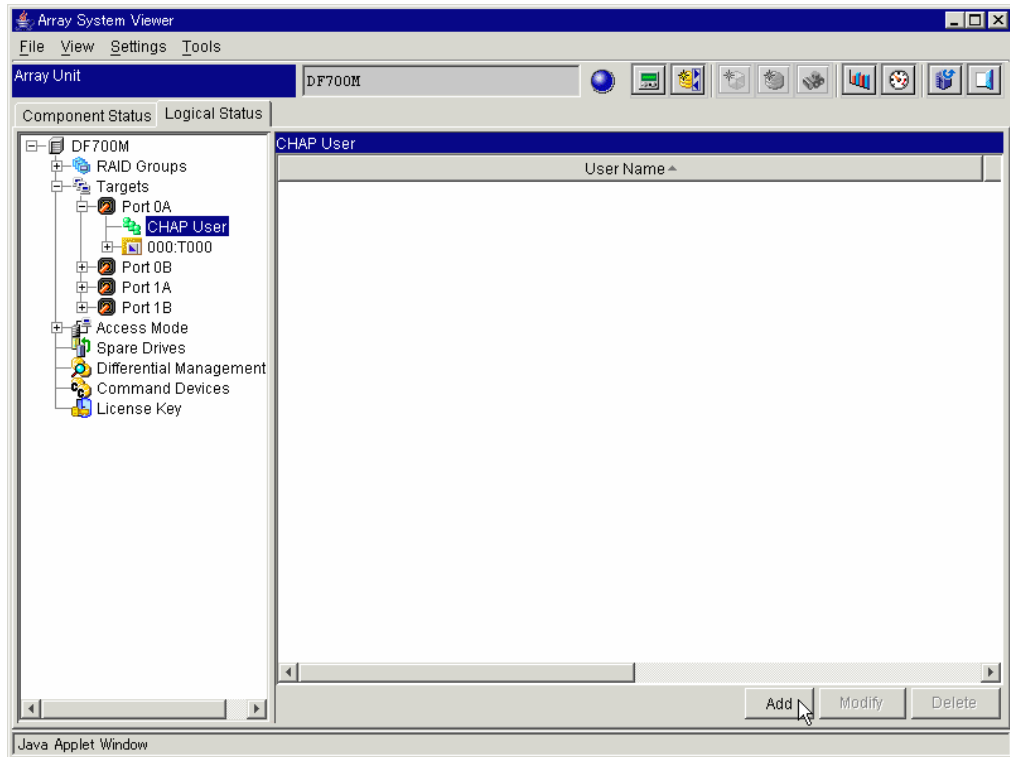 Array System Viewer
File View Settings Tools
Array Unit
DF700M
Component Status Logical Status
DF700M
RAID Groups
Targets
Port 0A
CHAP User
000:T000
Port 0B
Port 1A
Port 1B
Access Mode
Spare Drives
Differential Management
Command Devices
License Key
CHAP User
User Name
Add Modify Delete
Java Applet Window